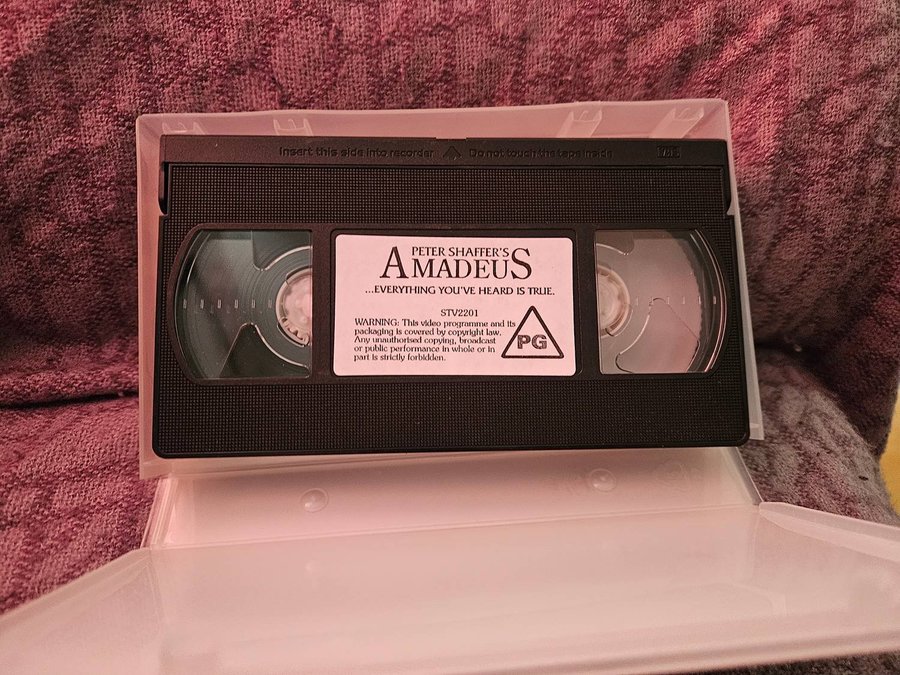 Insert this side into recorder Do not touch the tape inside VHS
PETER SHAFFER'S
AMADEUS
...EVERYTHING YOU'VE HEARD IS TRUE.
STV2201
WARNING: This video programme and its
packaging is covered by copyright law.
Any unauthorised copying, broadcast
or public performance in whole or in
part is strictly forbidden.
PG